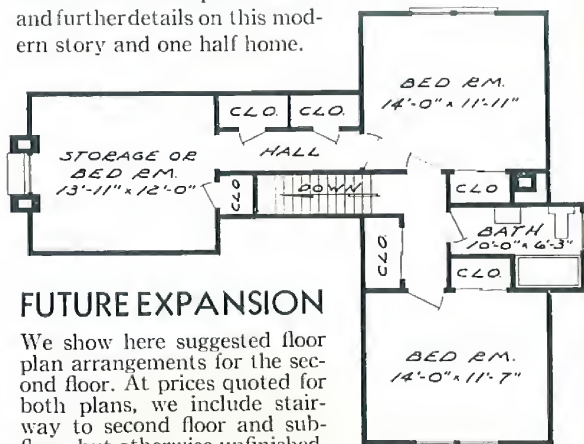 and further details on this mod-
ern story and one half home.
BED RM.
14'-0" x 11'-11"
CLO.
CLO.
HALL
STORAGE OR
BED RM.
13'-11" x 12'-0"
CLO
DOWN
CLO
BATH
10'-0" x 6'-3"
CLO.
CLO.
BED RM.
14'-0" x 11'-7"
FUTURE EXPANSION
We show here suggested floor
plan arrangements for the sec-
ond floor. At prices quoted for
both plans, we include stair-
way to second floor and sub-
but otherwise unfinished.